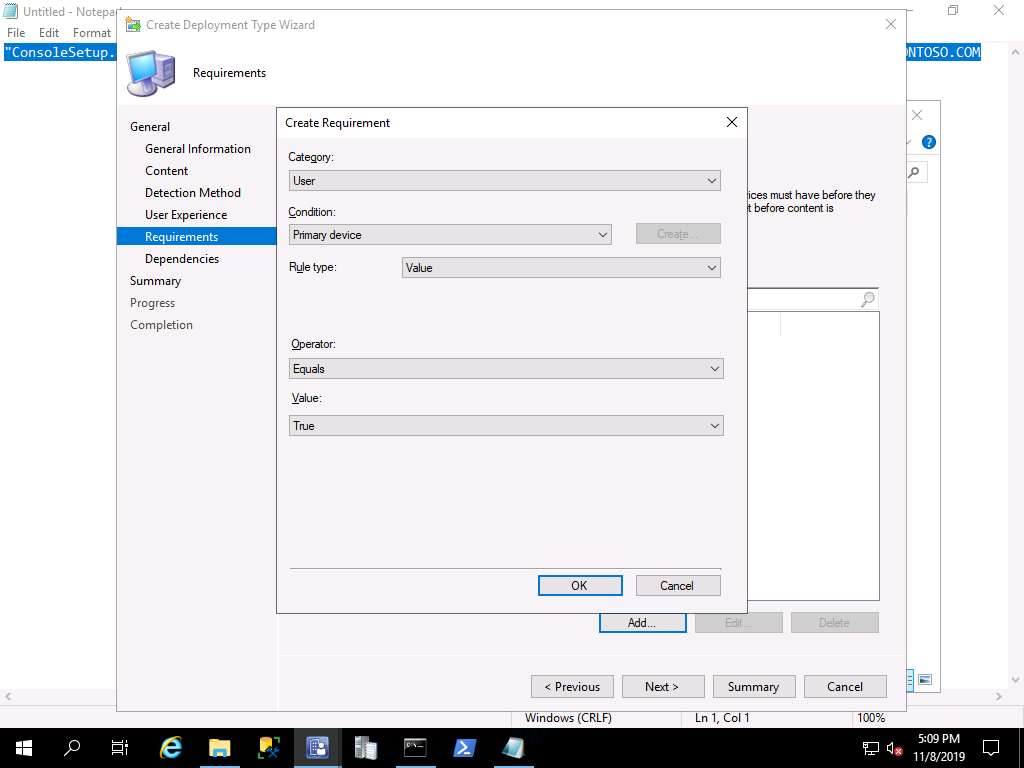 Untitled - Notepa
Create Deployment Type Wizard
File Edit Format
"ConsoleSetup.
NTOSO.COM
Requirements
General
General Information
Content
Detection Method
User Experience
Requirements
Dependencies
Summary
Progress
Completion
Create Requirement
Category:
User
Condition:
Primary device
Create...
Rule type:
Value
Operator:
Equals
Value:
True
OK
Cancel
ices must have before they
t before content is
Add...
Edit...
Delete
< Previous
Next >
Summary
Cancel
Windows (CRLF)
Ln 1, Col 1
100%
5:09 PM
11/8/2019